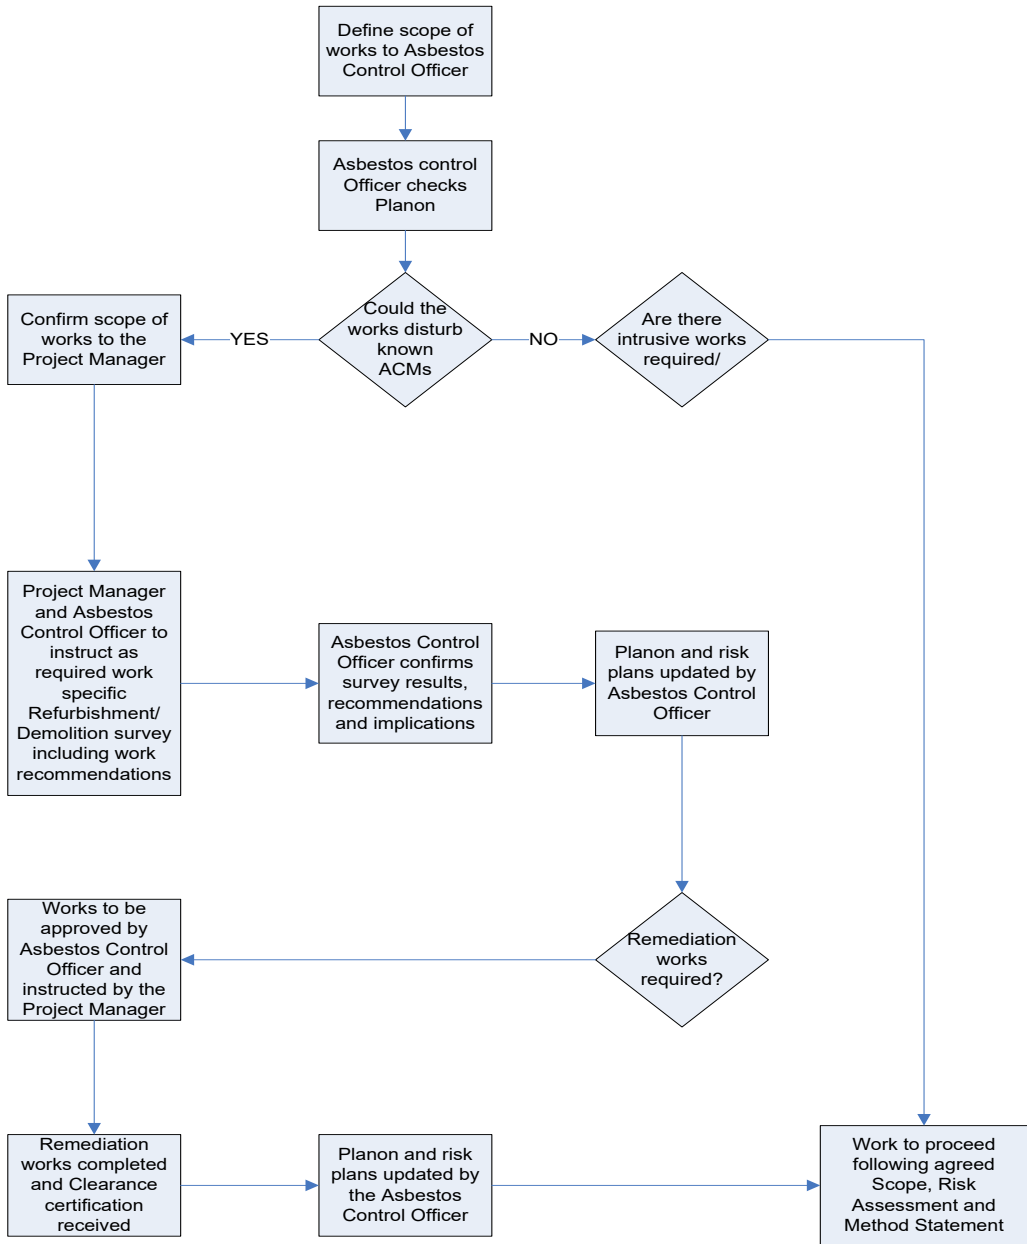 Define scope of
works to Asbestos
Control Officer
Asbestos control
Officer checks
Planon
Could the
works disturb
known
ACMs
YES
Confirm scope of
works to the
Project Manager
NO
Are there
intrusive works
required/
Project Manager
and Asbestos
Control Officer to
instruct as
required work
specific
Refurbishment/
Demolition survey
including work
recommendations
Asbestos Control
Officer confirms
survey results,
recommendations
and implications
Planon and risk
plans updated by
Asbestos Control
Officer
Remediation
works
required?
Works to be
approved by
Asbestos Control
Officer and
instructed by the
Project Manager
Remediation
works completed
and Clearance
certification
received
Planon and risk
plans updated by
the Asbestos
Control Officer
Work to proceed
following agreed
Scope, Risk
Assessment and
Method Statement